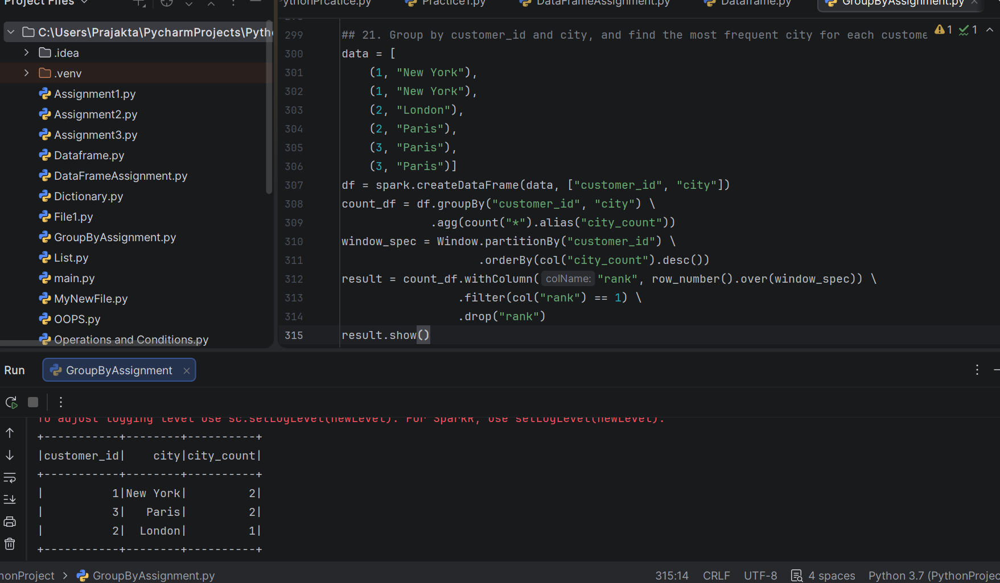 Project Files
PythonPrcatice.py
Practice1.py
DataFrameAssignment.py
Dataframe.py
GroupByAssignment.py
C:\Users\Prajakta\PycharmProjects\Pyth
.idea
.venv
Assignment1.py
Assignment2.py
Assignment3.py
Dataframe.py
DataFrameAssignment.py
Dictionary.py
File1.py
GroupByAssignment.py
List.py
main.py
MyNewFile.py
OOPS.py
Operations and Conditions.py
299 ## 21. Group by customer_id and city, and find the most frequent city for each custome
1 1
300 data = [
301 (1, "New York"),
302 (1, "New York"),
303 (2, "London"),
304 (2, "Paris"),
305 (3, "Paris"),
306 (3, "Paris")]
307 df = spark.createDataFrame(data, ["customer_id", "city"])
308 count_df = df.groupBy("customer_id", "city") \
309 .agg(count("*").alias("city_count"))
310 window_spec = Window.partitionBy("customer_id") \
311 .orderBy(col("city_count").desc())
312 result = count_df.withColumn( colName: "rank", row_number().over(window_spec)) \
313 .filter(col("rank") == 1) \
314 .drop("rank")
315 result.show()
Run GroupByAssignment
To adjust logging level use sc.setLogLevel(newLevel). For SparkR, use setLogLevel(newLevel).
+-----------+--------+----------+
|customer_id|    city|city_count|
+-----------+--------+----------+
|          1|New York|         2|
|          3|   Paris|         2|
|          2|  London|         1|
+-----------+--------+----------+
honProject > GroupByAssignment.py
315:14 CRLF UTF-8 4 spaces Python 3.7 (PythonProjec